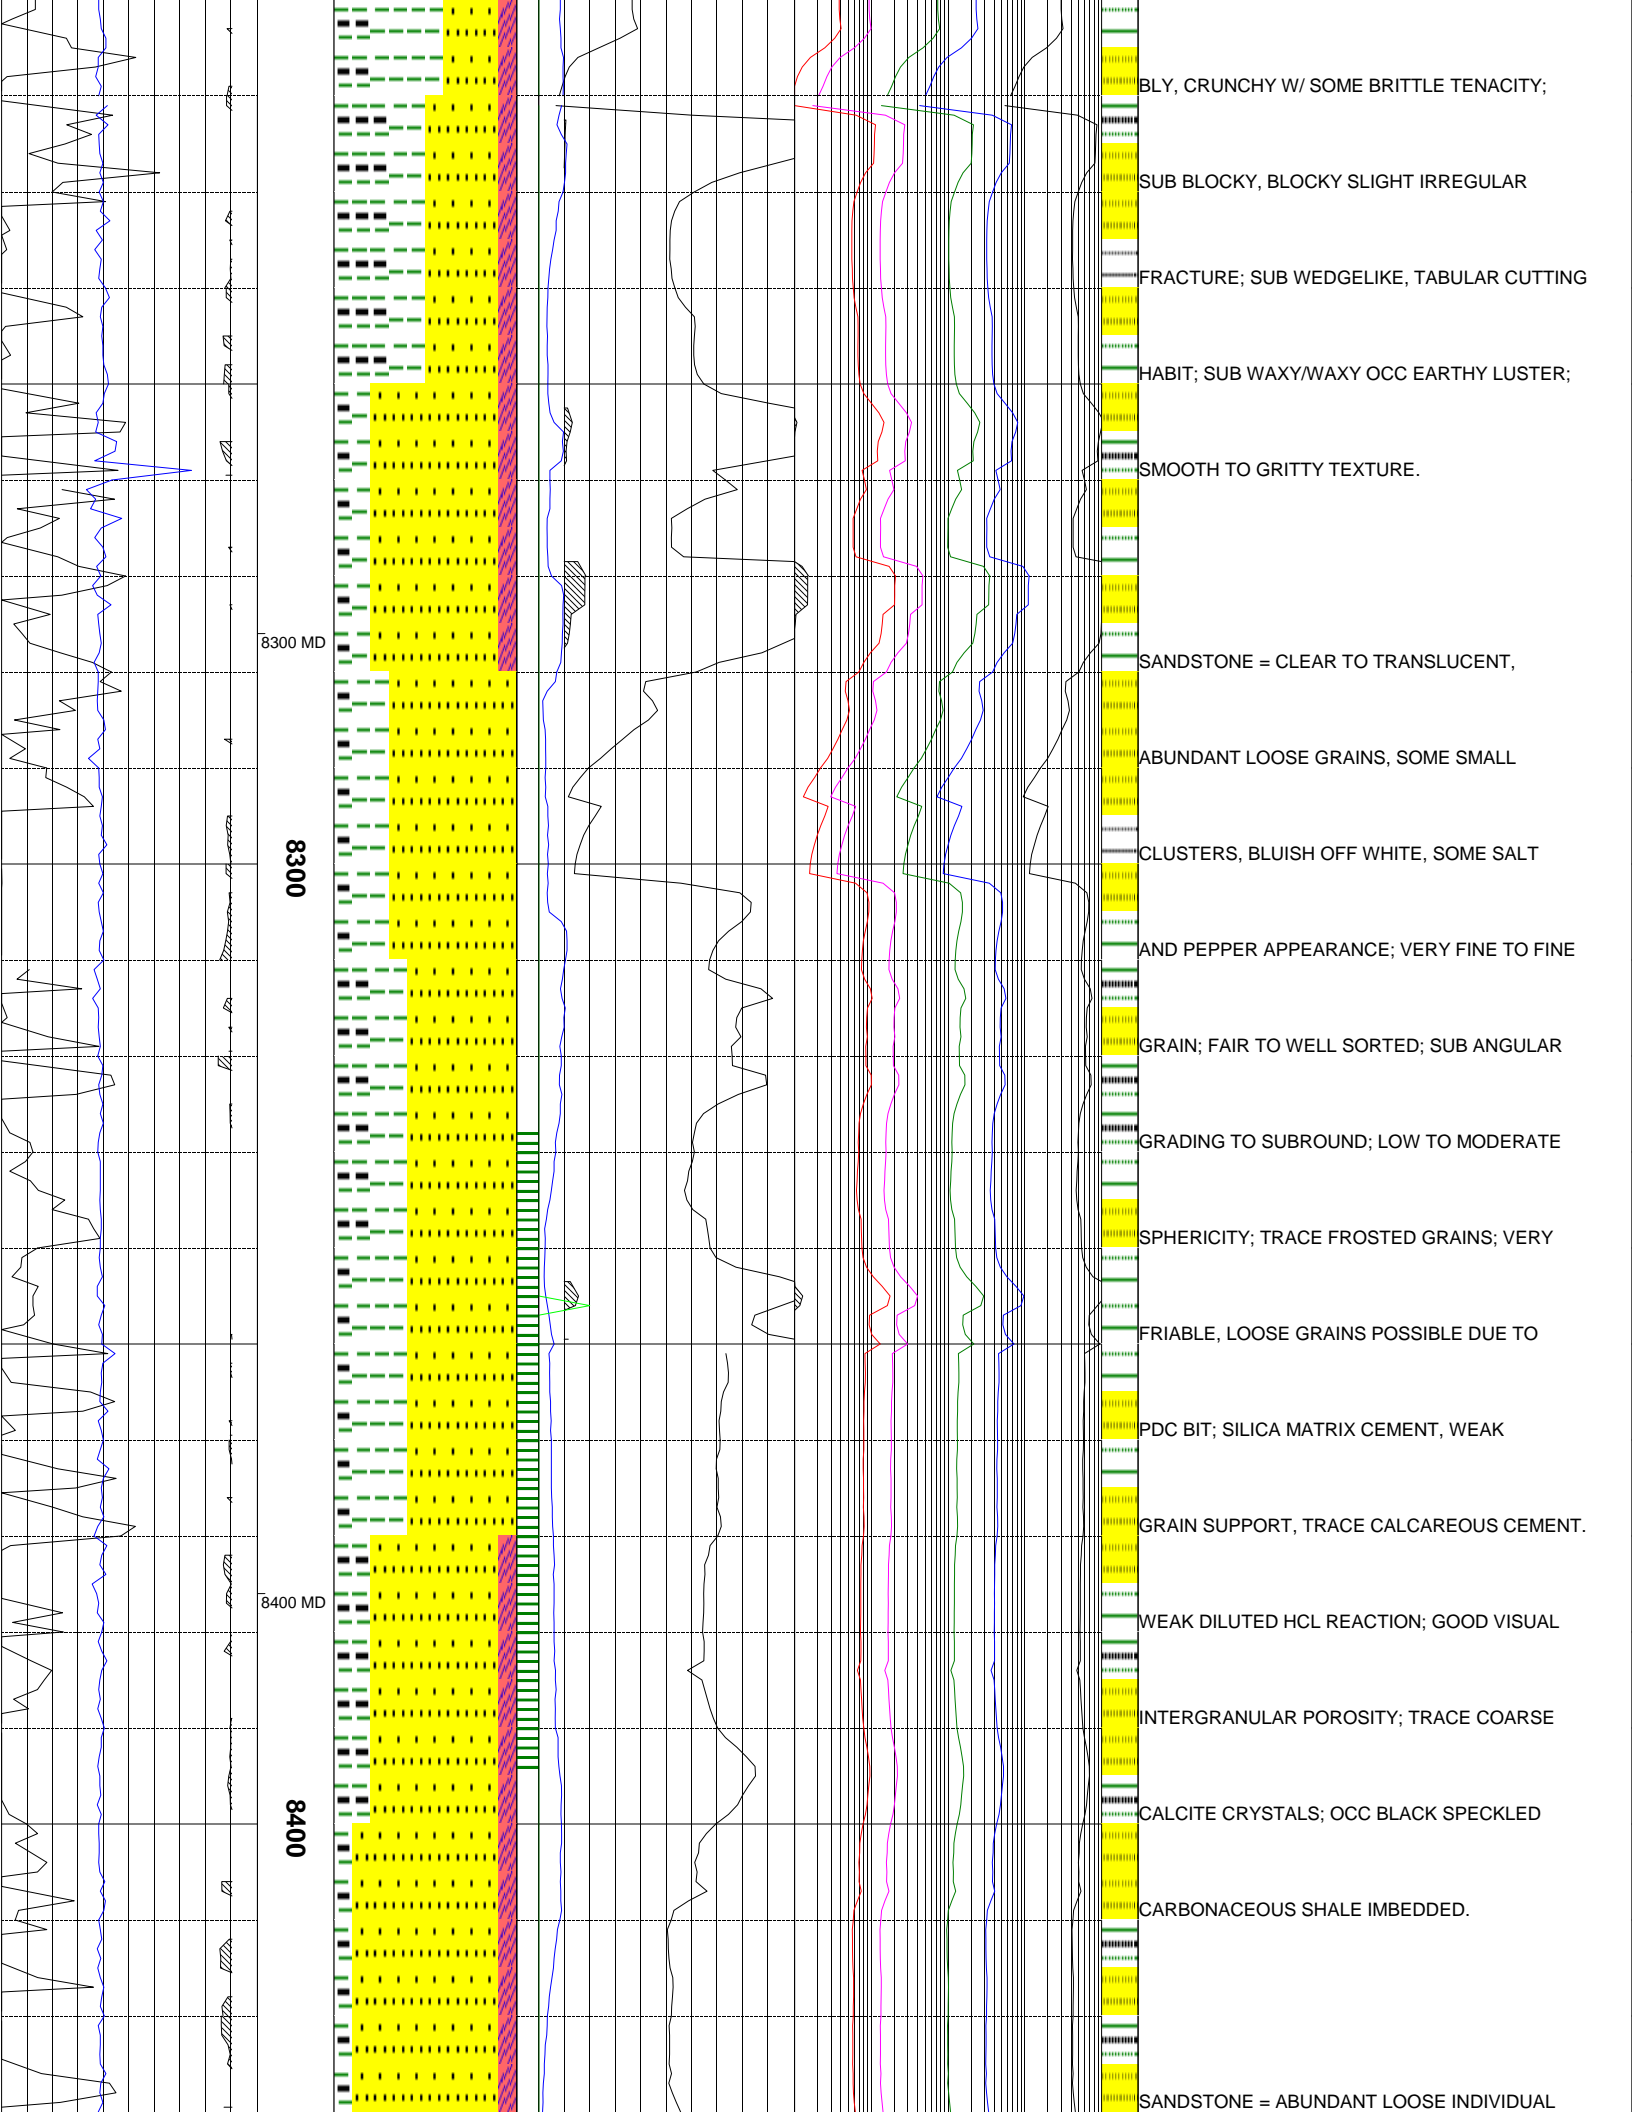 BLY, CRUNCHY W/ SOME BRITTLE TENACITY;
SUB BLOCKY, BLOCKY SLIGHT IRREGULAR
FRACTURE; SUB WEDGELIKE, TABULAR CUTTING
HABIT; SUB WAXY/WAXY OCC EARTHY LUSTER;
SMOOTH TO GRITTY TEXTURE.
8300 MD
SANDSTONE = CLEAR TO TRANSLUCENT,
ABUNDANT LOOSE GRAINS, SOME SMALL
8300
CLUSTERS, BLUISH OFF WHITE, SOME SALT
AND PEPPER APPEARANCE; VERY FINE TO FINE
GRAIN; FAIR TO WELL SORTED; SUB ANGULAR
GRADING TO SUBROUND; LOW TO MODERATE
SPHERICITY; TRACE FROSTED GRAINS; VERY
FRIABLE, LOOSE GRAINS POSSIBLE DUE TO
PDC BIT; SILICA MATRIX CEMENT, WEAK
GRAIN SUPPORT, TRACE CALCAREOUS CEMENT.
8400 MD
WEAK DILUTED HCL REACTION; GOOD VISUAL
INTERGRANULAR POROSITY; TRACE COARSE
8400
CALCITE CRYSTALS; OCC BLACK SPECKLED
CARBONACEOUS SHALE IMBEDDED.
SANDSTONE = ABUNDANT LOOSE INDIVIDUAL